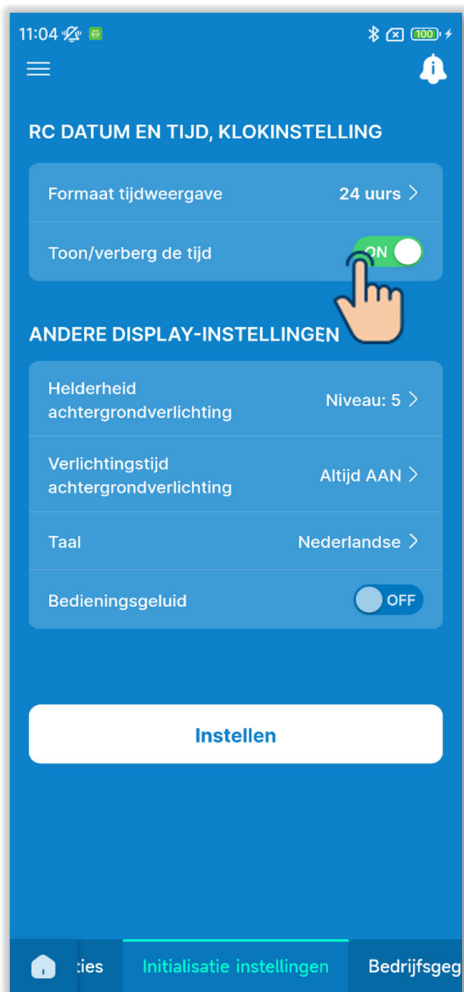 11:04
100
RC DATUM EN TIJD, KLOKINSTELLING
Formaat tijdweergave 24 uurs
Toon/verberg de tijd ON
ANDERE DISPLAY-INSTELLINGEN
Helderheid
achtergrondverlichting
Niveau: 5
Verlichtingstijd
achtergrondverlichting
Altijd AAN
Taal Nederlandse
Bedieningsgeluid OFF
Instellen
ties Initialisatie instellingen Bedrijfsgeg